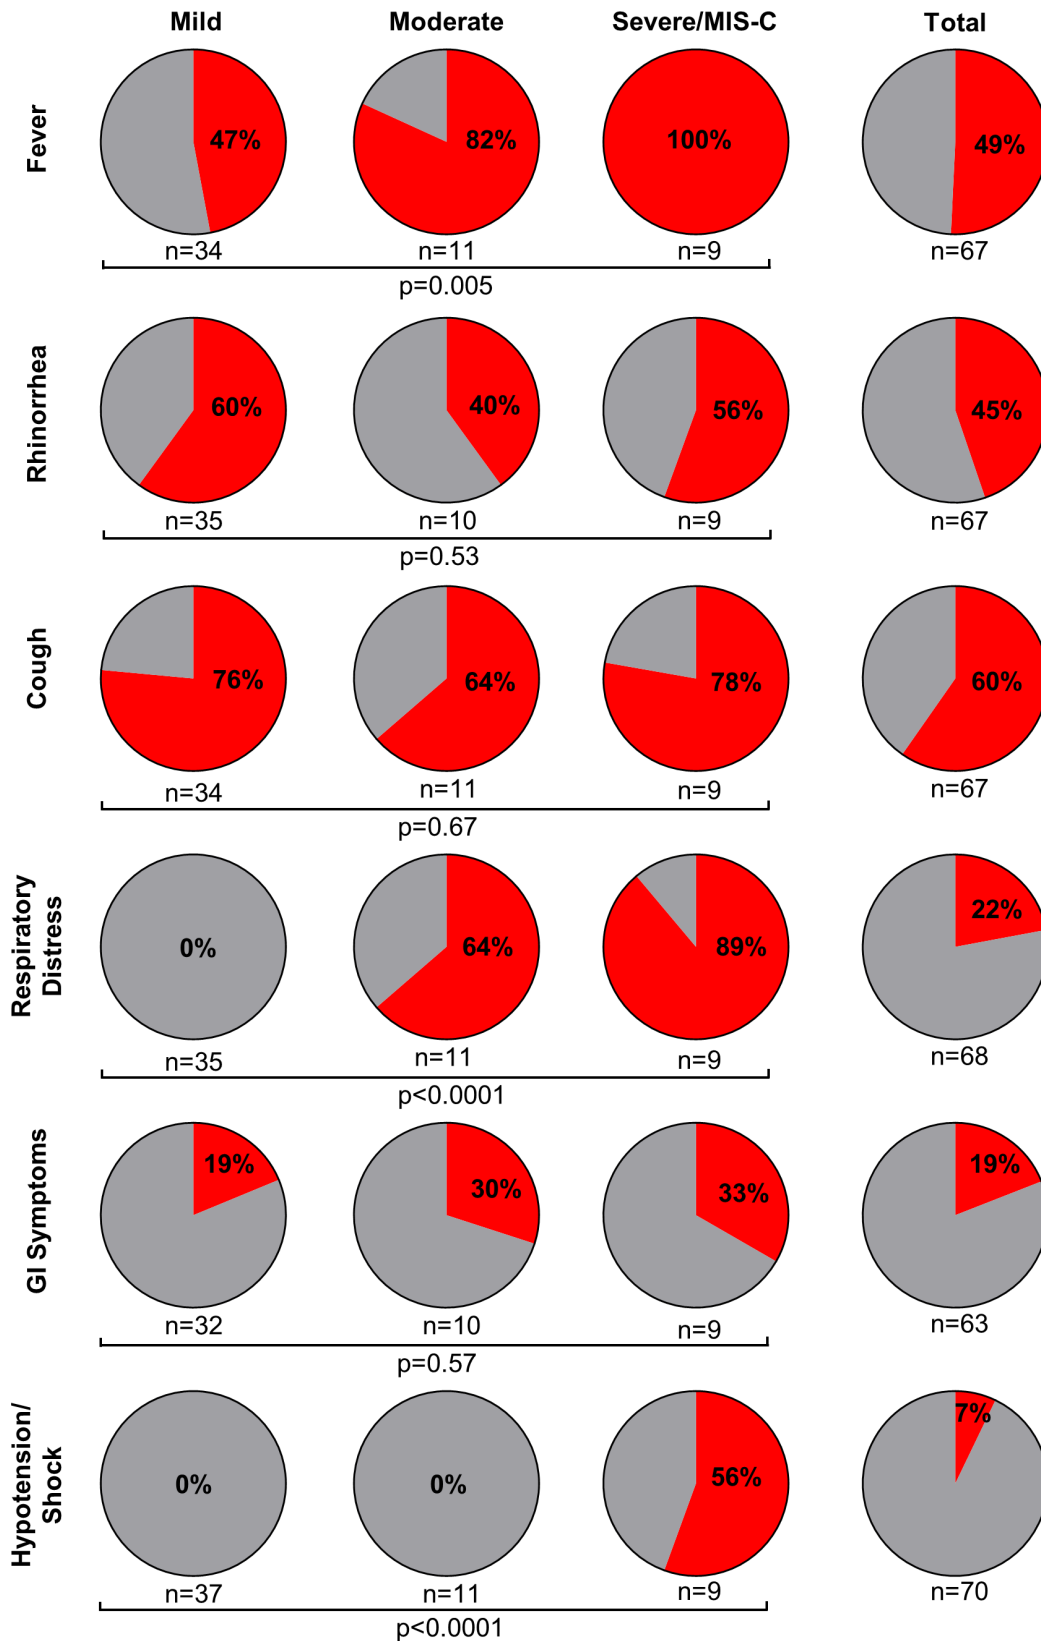 Mild Moderate Severe/MIS-C Total
Fever
47% 82% 100% 49%
n=34 n=11 n=9 n=67
p=0.005
Rhinorrhea
60% 40% 56% 45%
n=35 n=10 n=9 n=67
p=0.53
Cough
76% 64% 78% 60%
n=34 n=11 n=9 n=67
p=0.67
Respiratory
Distress
0% 64% 89% 22%
n=35 n=11 n=9 n=68
p<0.0001
GI Symptoms
19% 30% 33% 19%
n=32 n=10 n=9 n=63
p=0.57
Hypotension/
Shock
0% 0% 56% 7%
n=37 n=11 n=9 n=70
p<0.0001